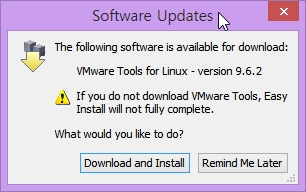 Software Updates
The following software is available for download:
VMware Tools for Linux - version 9.6.2
If you do not download VMware Tools, Easy
Install will not fully complete.
What would you like to do?
Download and Install
Remind Me Later